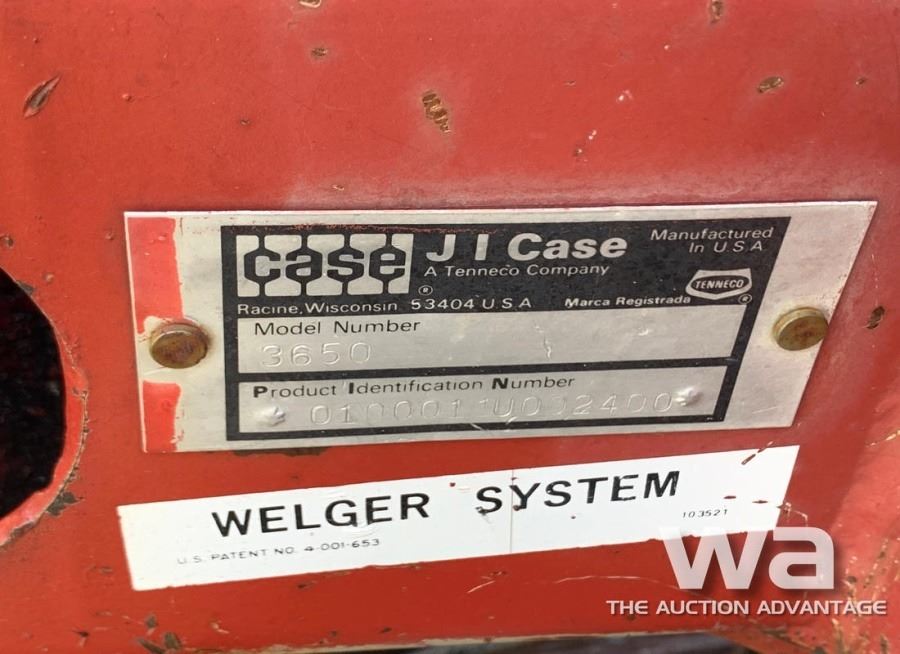 case
®
J I Case
A Tenneco Company
Manufactured
In U.S.A
TENNECO
®
Racine, Wisconsin 53404 U S A
Marca Registrada
Model Number
3650
Product Identification Number
WELGER SYSTEM
U.S. PATENT NO. 4-001-653
103521
wa
THE AUCTION ADVANTAGE